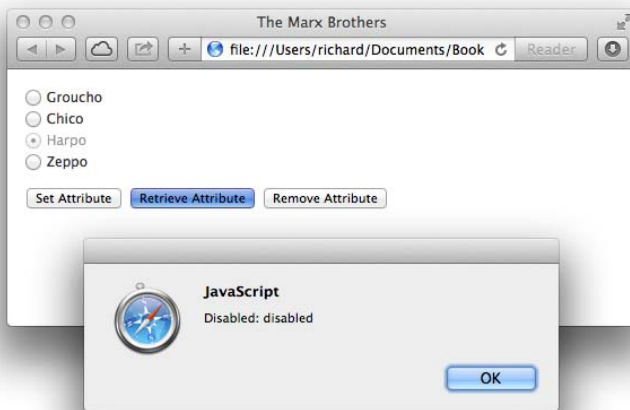 The Marx Brothers
file:///Users/richard/Documents/Book
Reader
Groucho
Chico
Harpo
Zeppo
Set Attribute Retrieve Attribute Remove Attribute
JavaScript
Disabled: disabled
OK